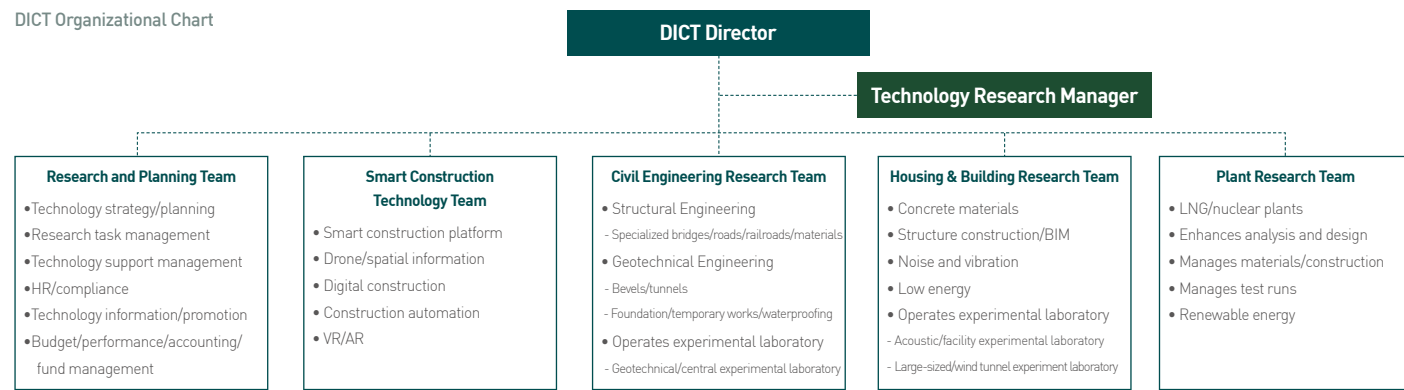 DICT Organizational Chart
DICT Director
Technology Research Manager
Research and Planning Team
•Technology strategy/planning
•Research task management
•Technology support management
•HR/compliance
•Technology information/promotion
•Budget/performance/accounting/
fund management
Smart Construction
Technology Team
• Smart construction platform
• Drone/spatial information
• Digital construction
• Construction automation
• VR/AR
Civil Engineering Research Team
• Structural Engineering
- Specialized bridges/roads/railroads/materials
• Geotechnical Engineering
- Bevels/tunnels
- Foundation/temporary works/waterproofing
• Operates experimental laboratory
- Geotechnical/central experimental laboratory
Housing & Building Research Team
• Concrete materials
• Structure construction/BIM
• Noise and vibration
• Low energy
• Operates experimental laboratory
- Acoustic/facility experimental laboratory
- Large-sized/wind tunnel experiment laboratory
Plant Research Team
• LNG/nuclear plants
• Enhances analysis and design
• Manages materials/construction
• Manages test runs
• Renewable energy